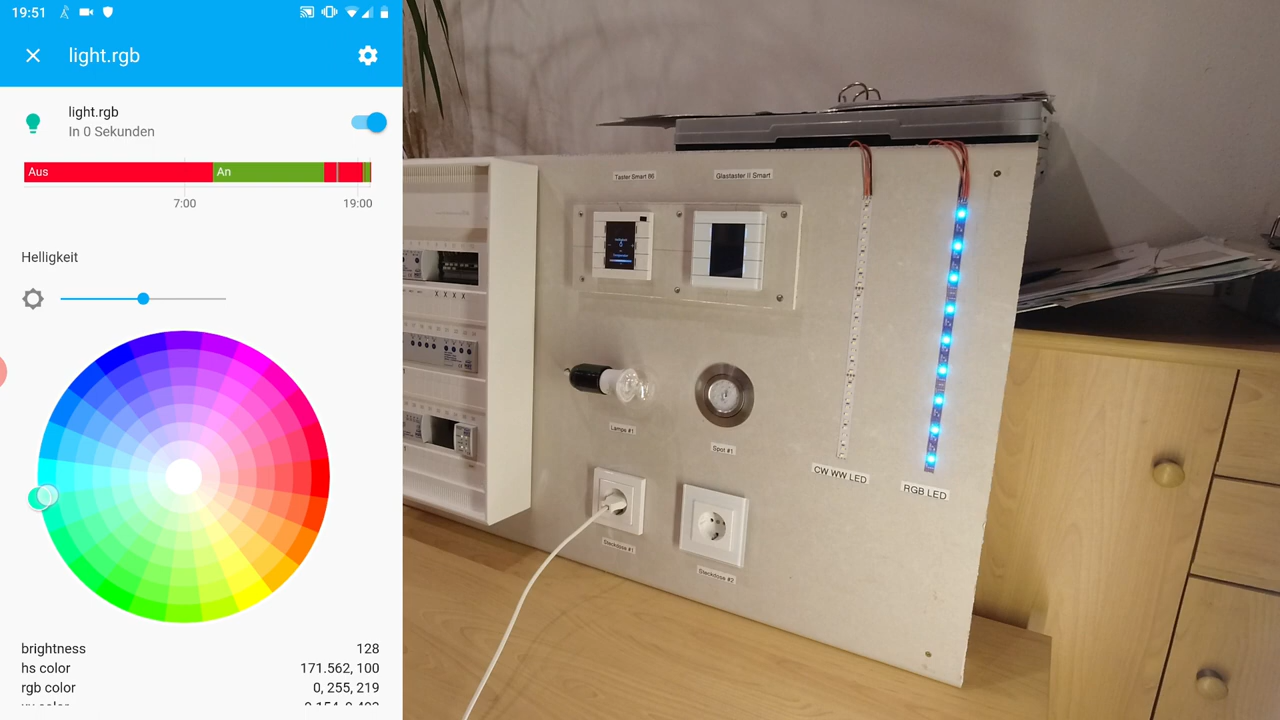 19:51
light.rgb
light.rgb
In 0 Sekunden
Aus
An
7:00
19:00
Helligkeit
brightness
128
hs color
171.562, 100
rgb color
0, 255, 219
Taster Smart 86
Glastaster II Smart
Lampe #1
Spot #1
CW WW LED
RGB LED
Steckdose #1
Steckdose #2